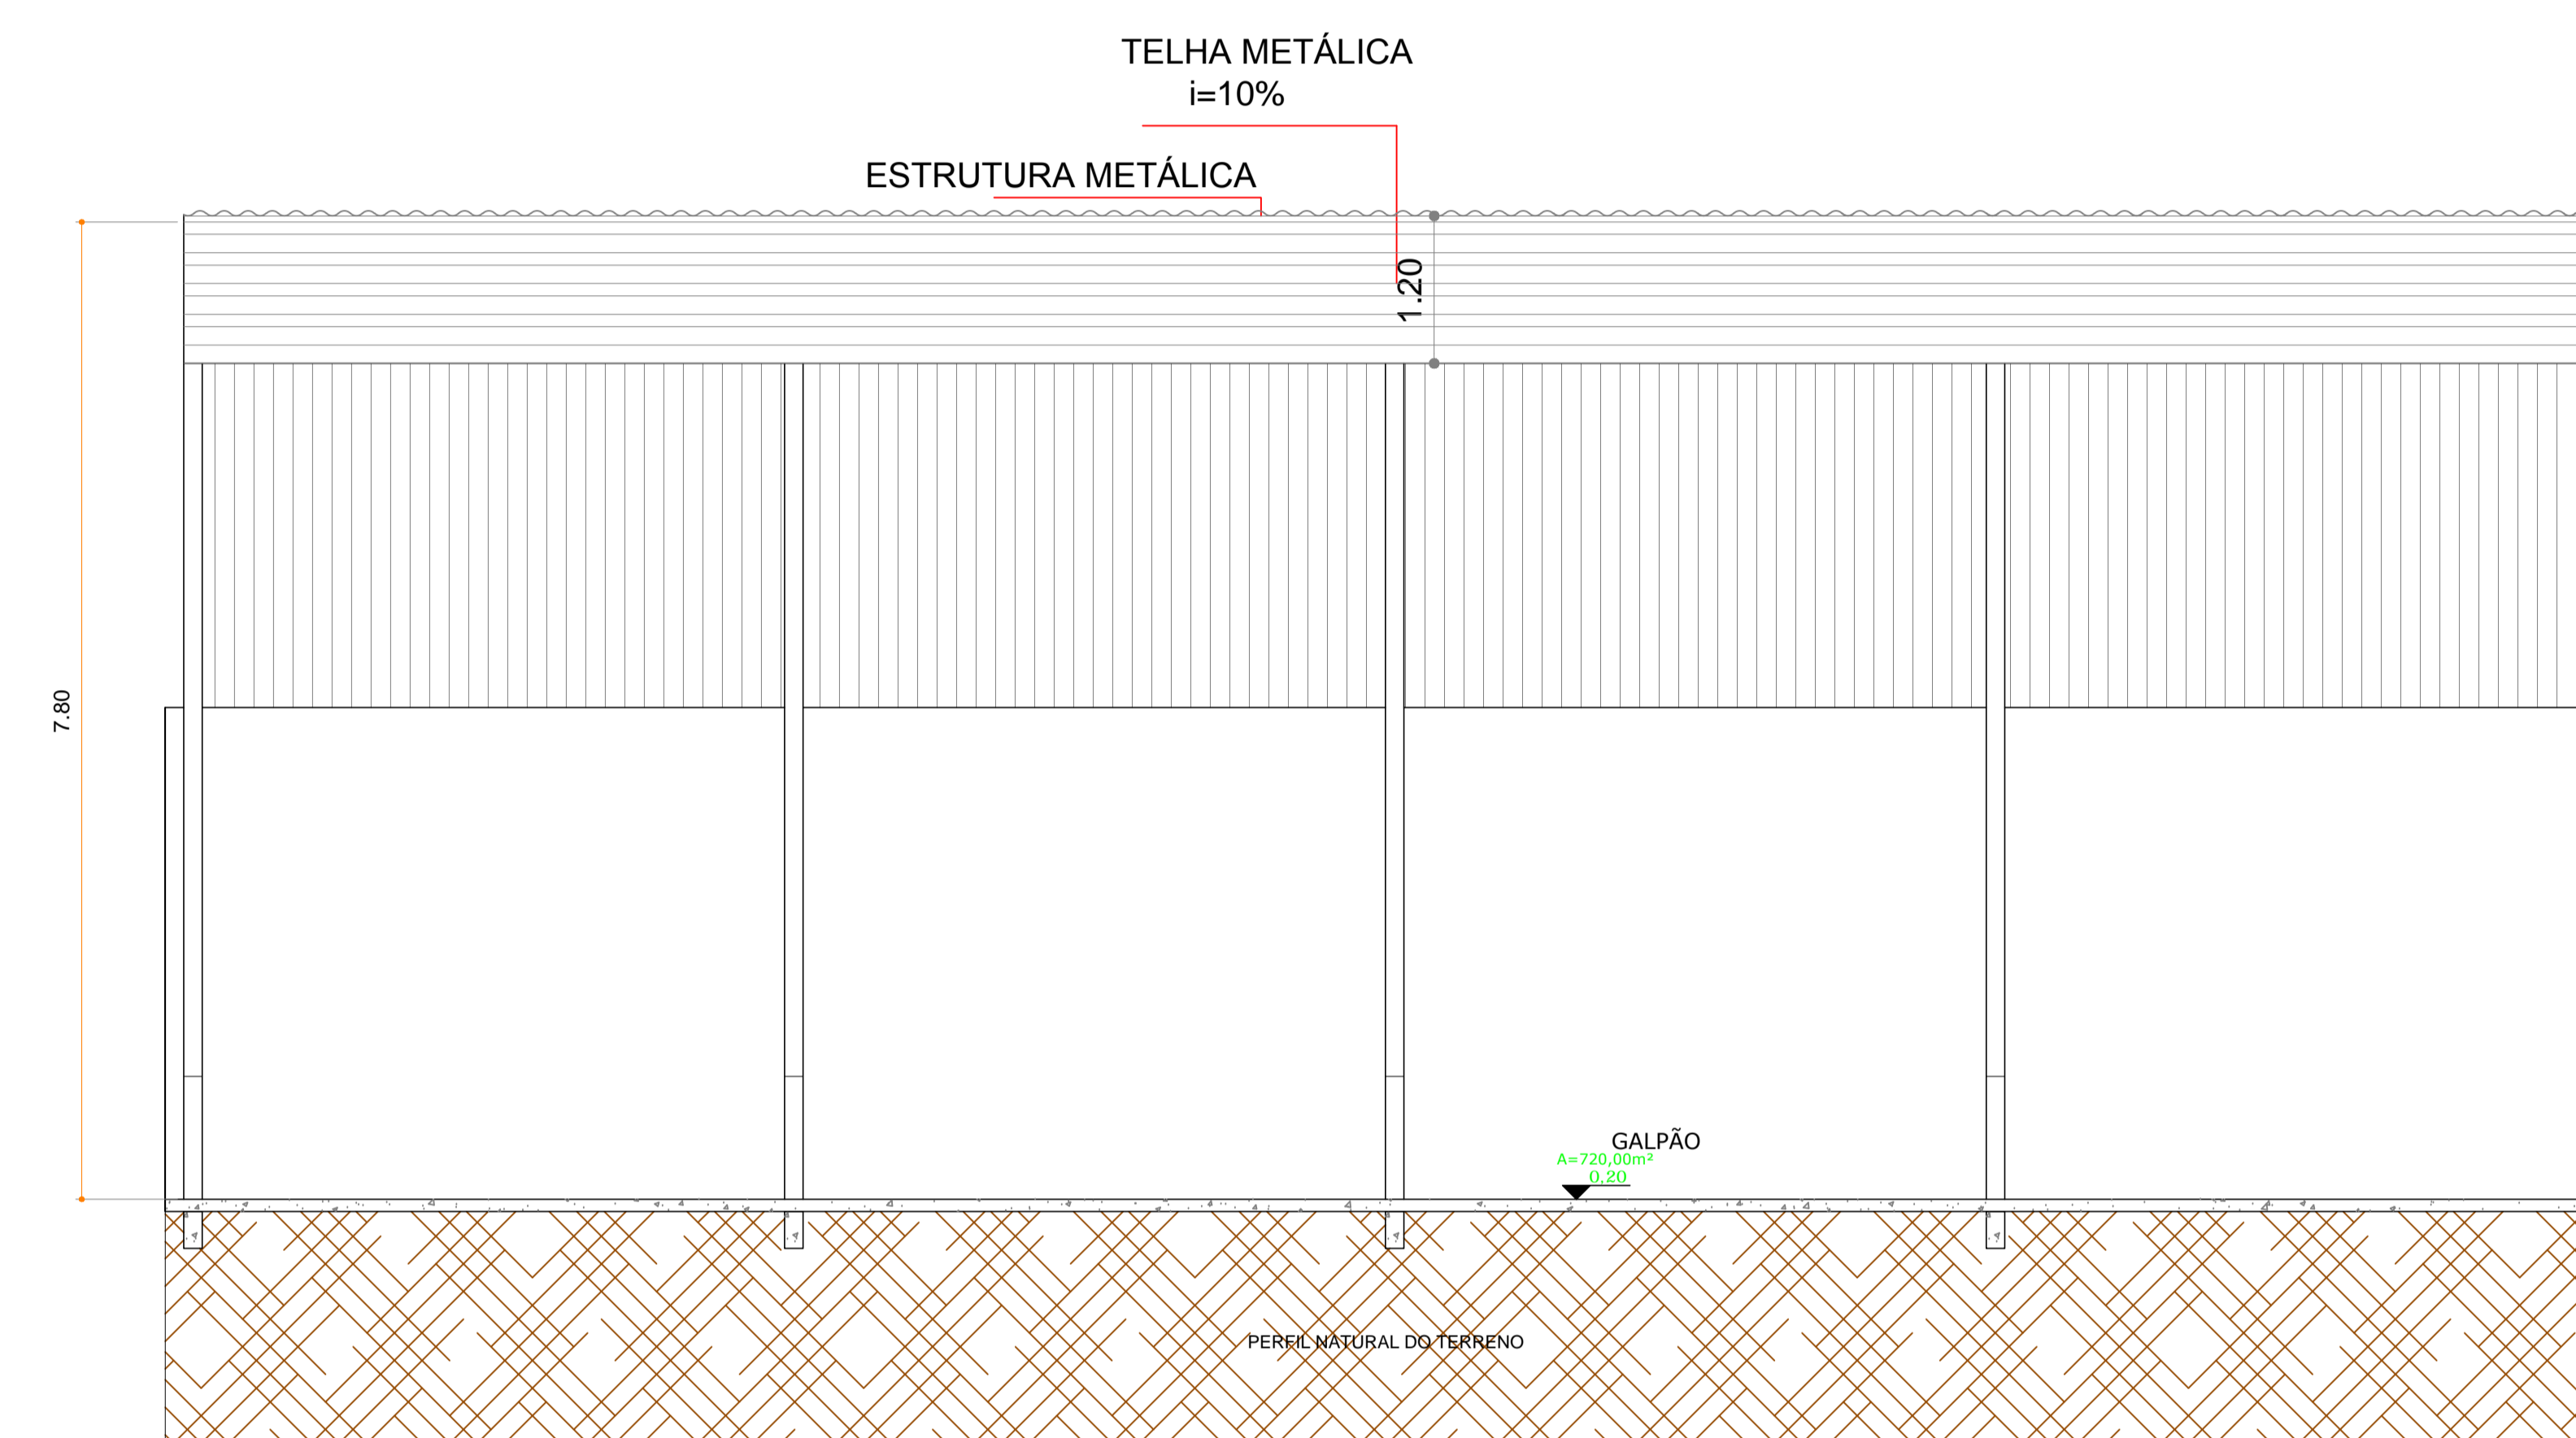 TELHA METÁLICA
i=10%
ESTRUTURA METÁLICA
1.20
7.80
GALPÃO
A=720,00m²
0,20
PERFIL NATURAL DO TERRENO